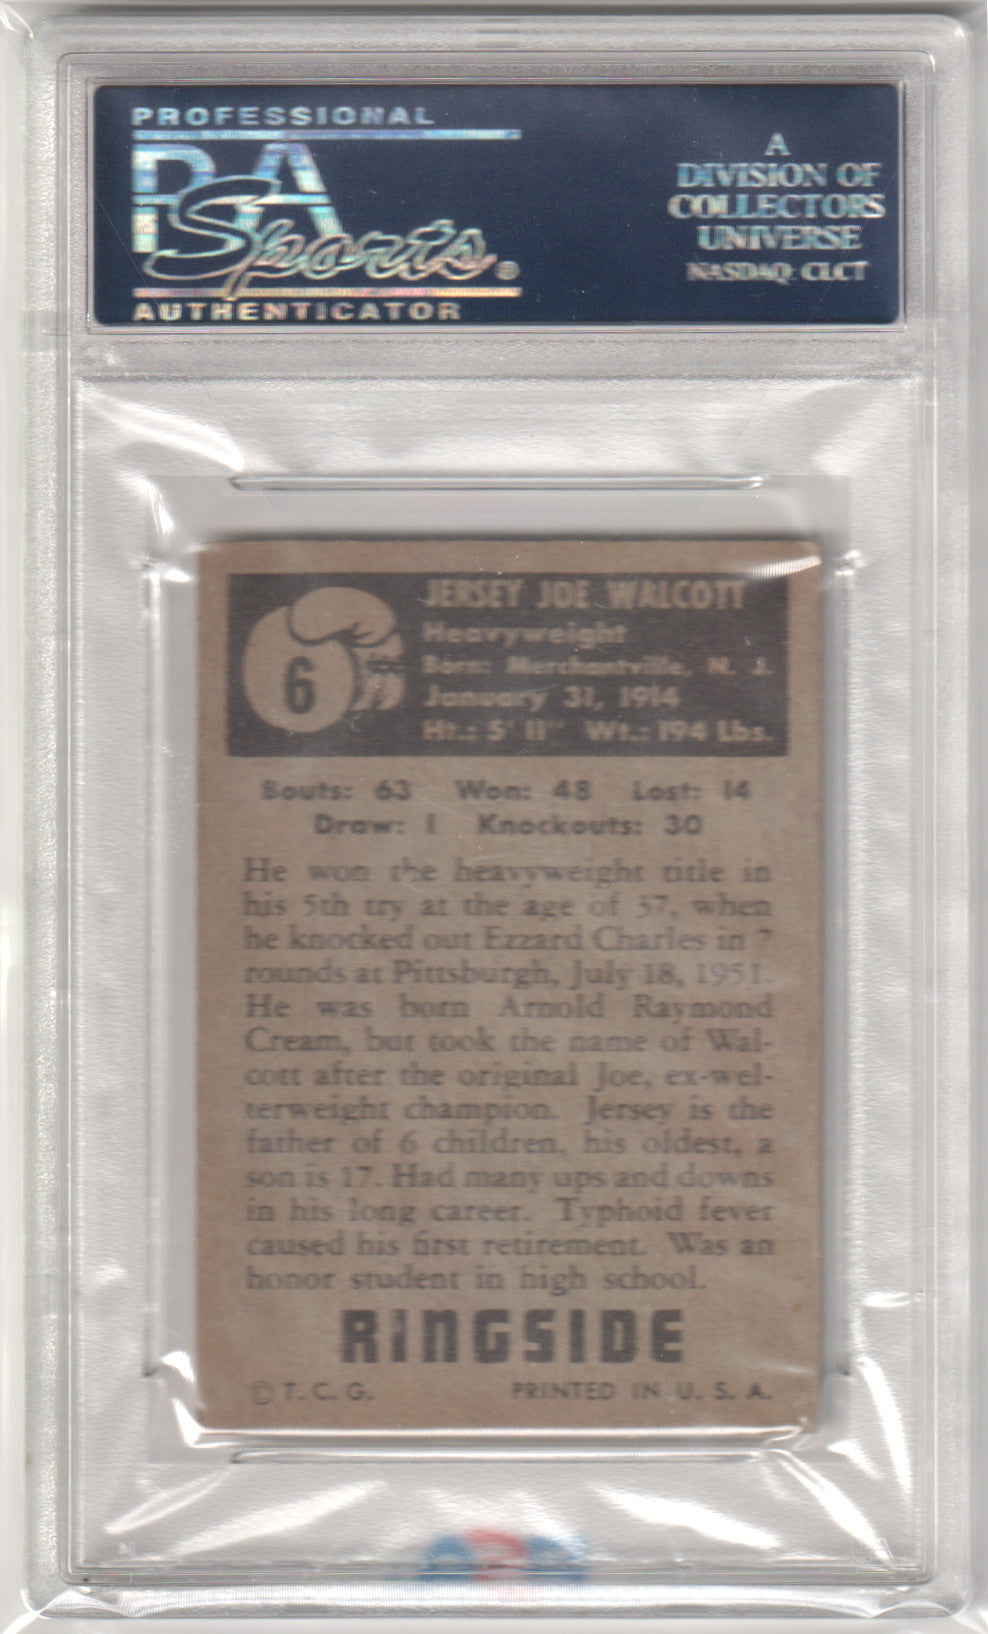 PROFESSIONAL
PSA
Sports®
AUTHENTICATOR
A
DIVISION OF
COLLECTORS
UNIVERSE
NASDAQ: CLCT
6
JERSEY JOE WALCOTT
Heavyweight
Born: Merchantville, N. J.
January 31, 1914
Ht.: 5' 11" Wt.: 194 Lbs.
Bouts: 63 Won: 48 Lost: 14
Draw: 1 Knockouts: 30
He won the heavyweight title in
his 5th try at the age of 37, when
he knocked out Ezzard Charles in 7
rounds at Pittsburgh, July 18, 1951.
He was born Arnold Raymond
Cream, but took the name of Wal-
cott after the original Joe, ex-wel-
terweight champion. Jersey is the
father of 6 children, his oldest, a
son is 17. Had many ups and downs
in his long career. Typhoid fever
caused his first retirement. Was an
honor student in high school.
RINGSIDE
© T. C. G. PRINTED IN U. S. A.